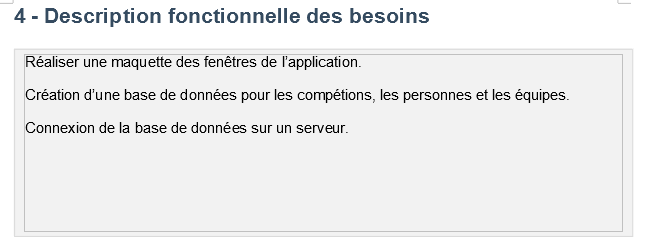 4 - Description fonctionnelle des besoins
Réaliser une maquette des fenêtres de l'application.
Création d'une base de données pour les compétions, les personnes et les équipes.
Connexion de la base de données sur un serveur.